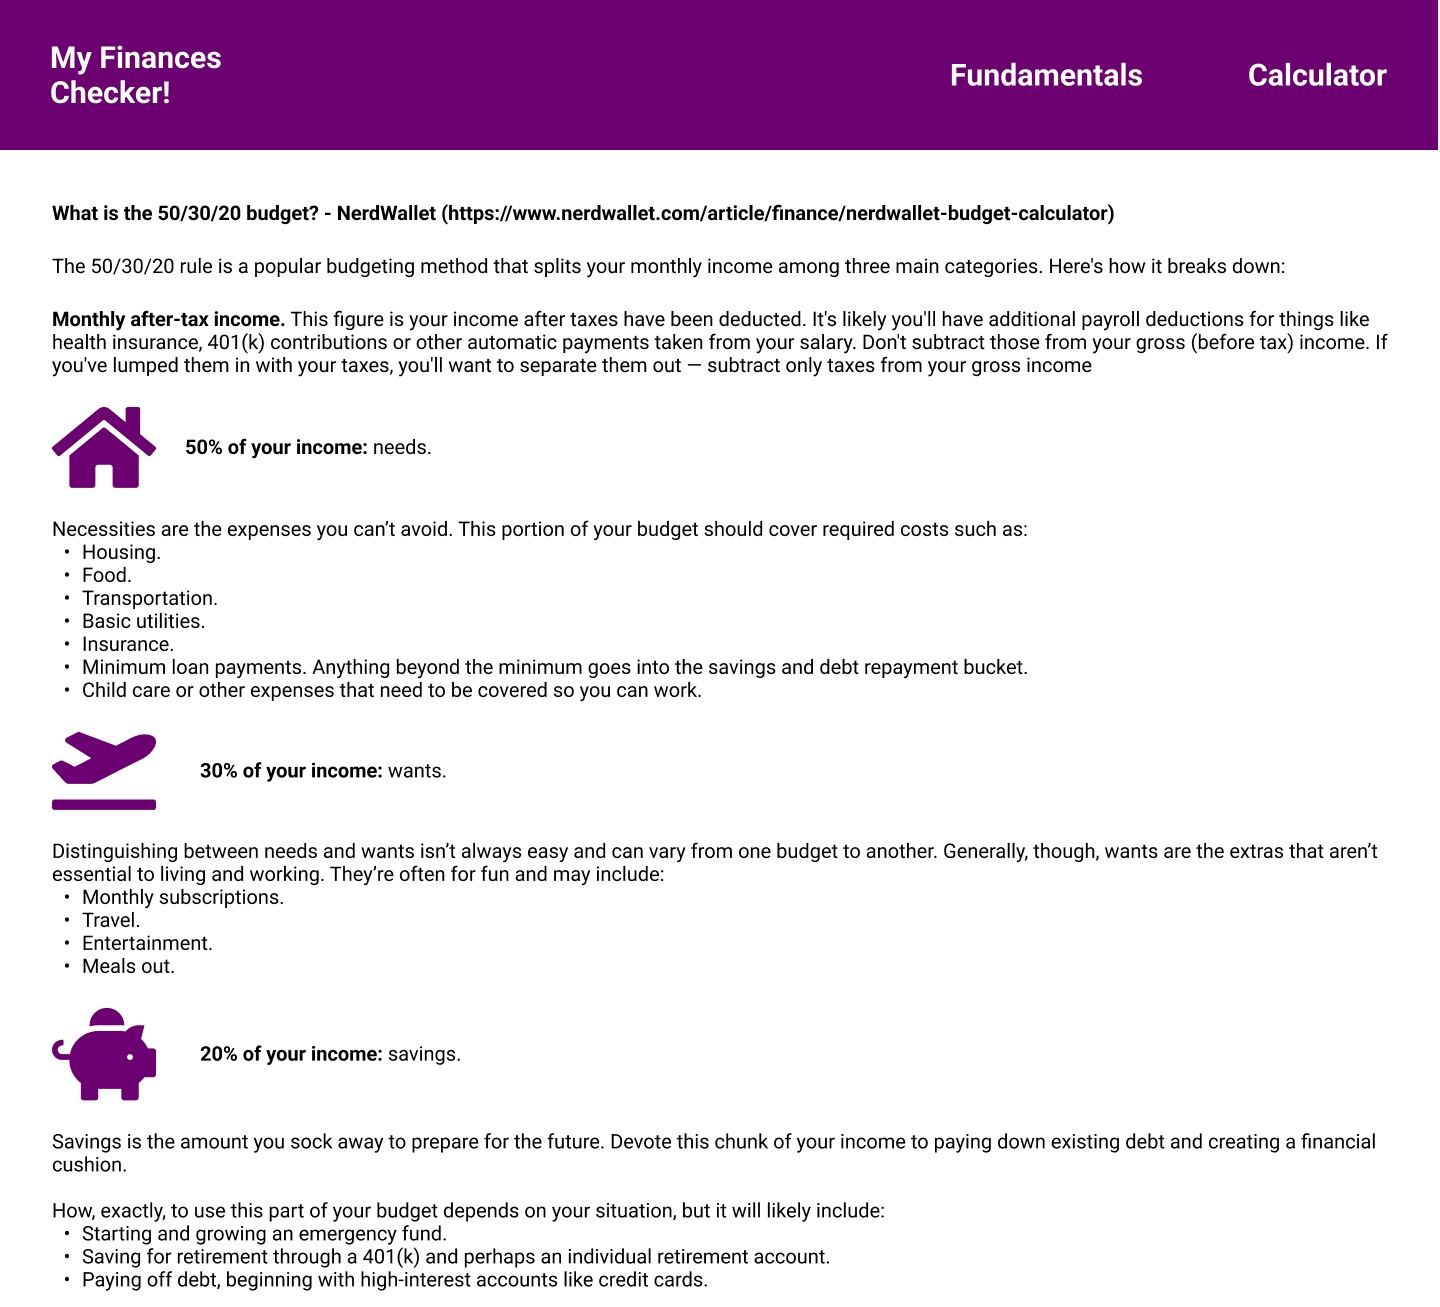 My Finances
Checker!
Fundamentals
Calculator
What is the 50/30/20 budget? - NerdWallet (https://www.nerdwallet.com/article/finance/nerdwallet-budget-calculator)
The 50/30/20 rule is a popular budgeting method that splits your monthly income among three main categories. Here's how it breaks down:
Monthly after-tax income. This figure is your income after taxes have been deducted. It's likely you'll have additional payroll deductions for things like
health insurance, 401(k) contributions or other automatic payments taken from your salary. Don't subtract those from your gross (before tax) income. If
you've lumped them in with your taxes, you'll want to separate them out — subtract only taxes from your gross income
50% of your income: needs.
Necessities are the expenses you can’t avoid. This portion of your budget should cover required costs such as:
• Housing.
• Food.
• Transportation.
• Basic utilities.
• Insurance.
• Minimum loan payments. Anything beyond the minimum goes into the savings and debt repayment bucket.
• Child care or other expenses that need to be covered so you can work.
30% of your income: wants.
Distinguishing between needs and wants isn’t always easy and can vary from one budget to another. Generally, though, wants are the extras that aren’t
essential to living and working. They’re often for fun and may include:
• Monthly subscriptions.
• Travel.
• Entertainment.
• Meals out.
20% of your income: savings.
Savings is the amount you sock away to prepare for the future. Devote this chunk of your income to paying down existing debt and creating a financial
cushion.
How, exactly, to use this part of your budget depends on your situation, but it will likely include:
• Starting and growing an emergency fund.
• Saving for retirement through a 401(k) and perhaps an individual retirement account.
• Paying off debt, beginning with high-interest accounts like credit cards.